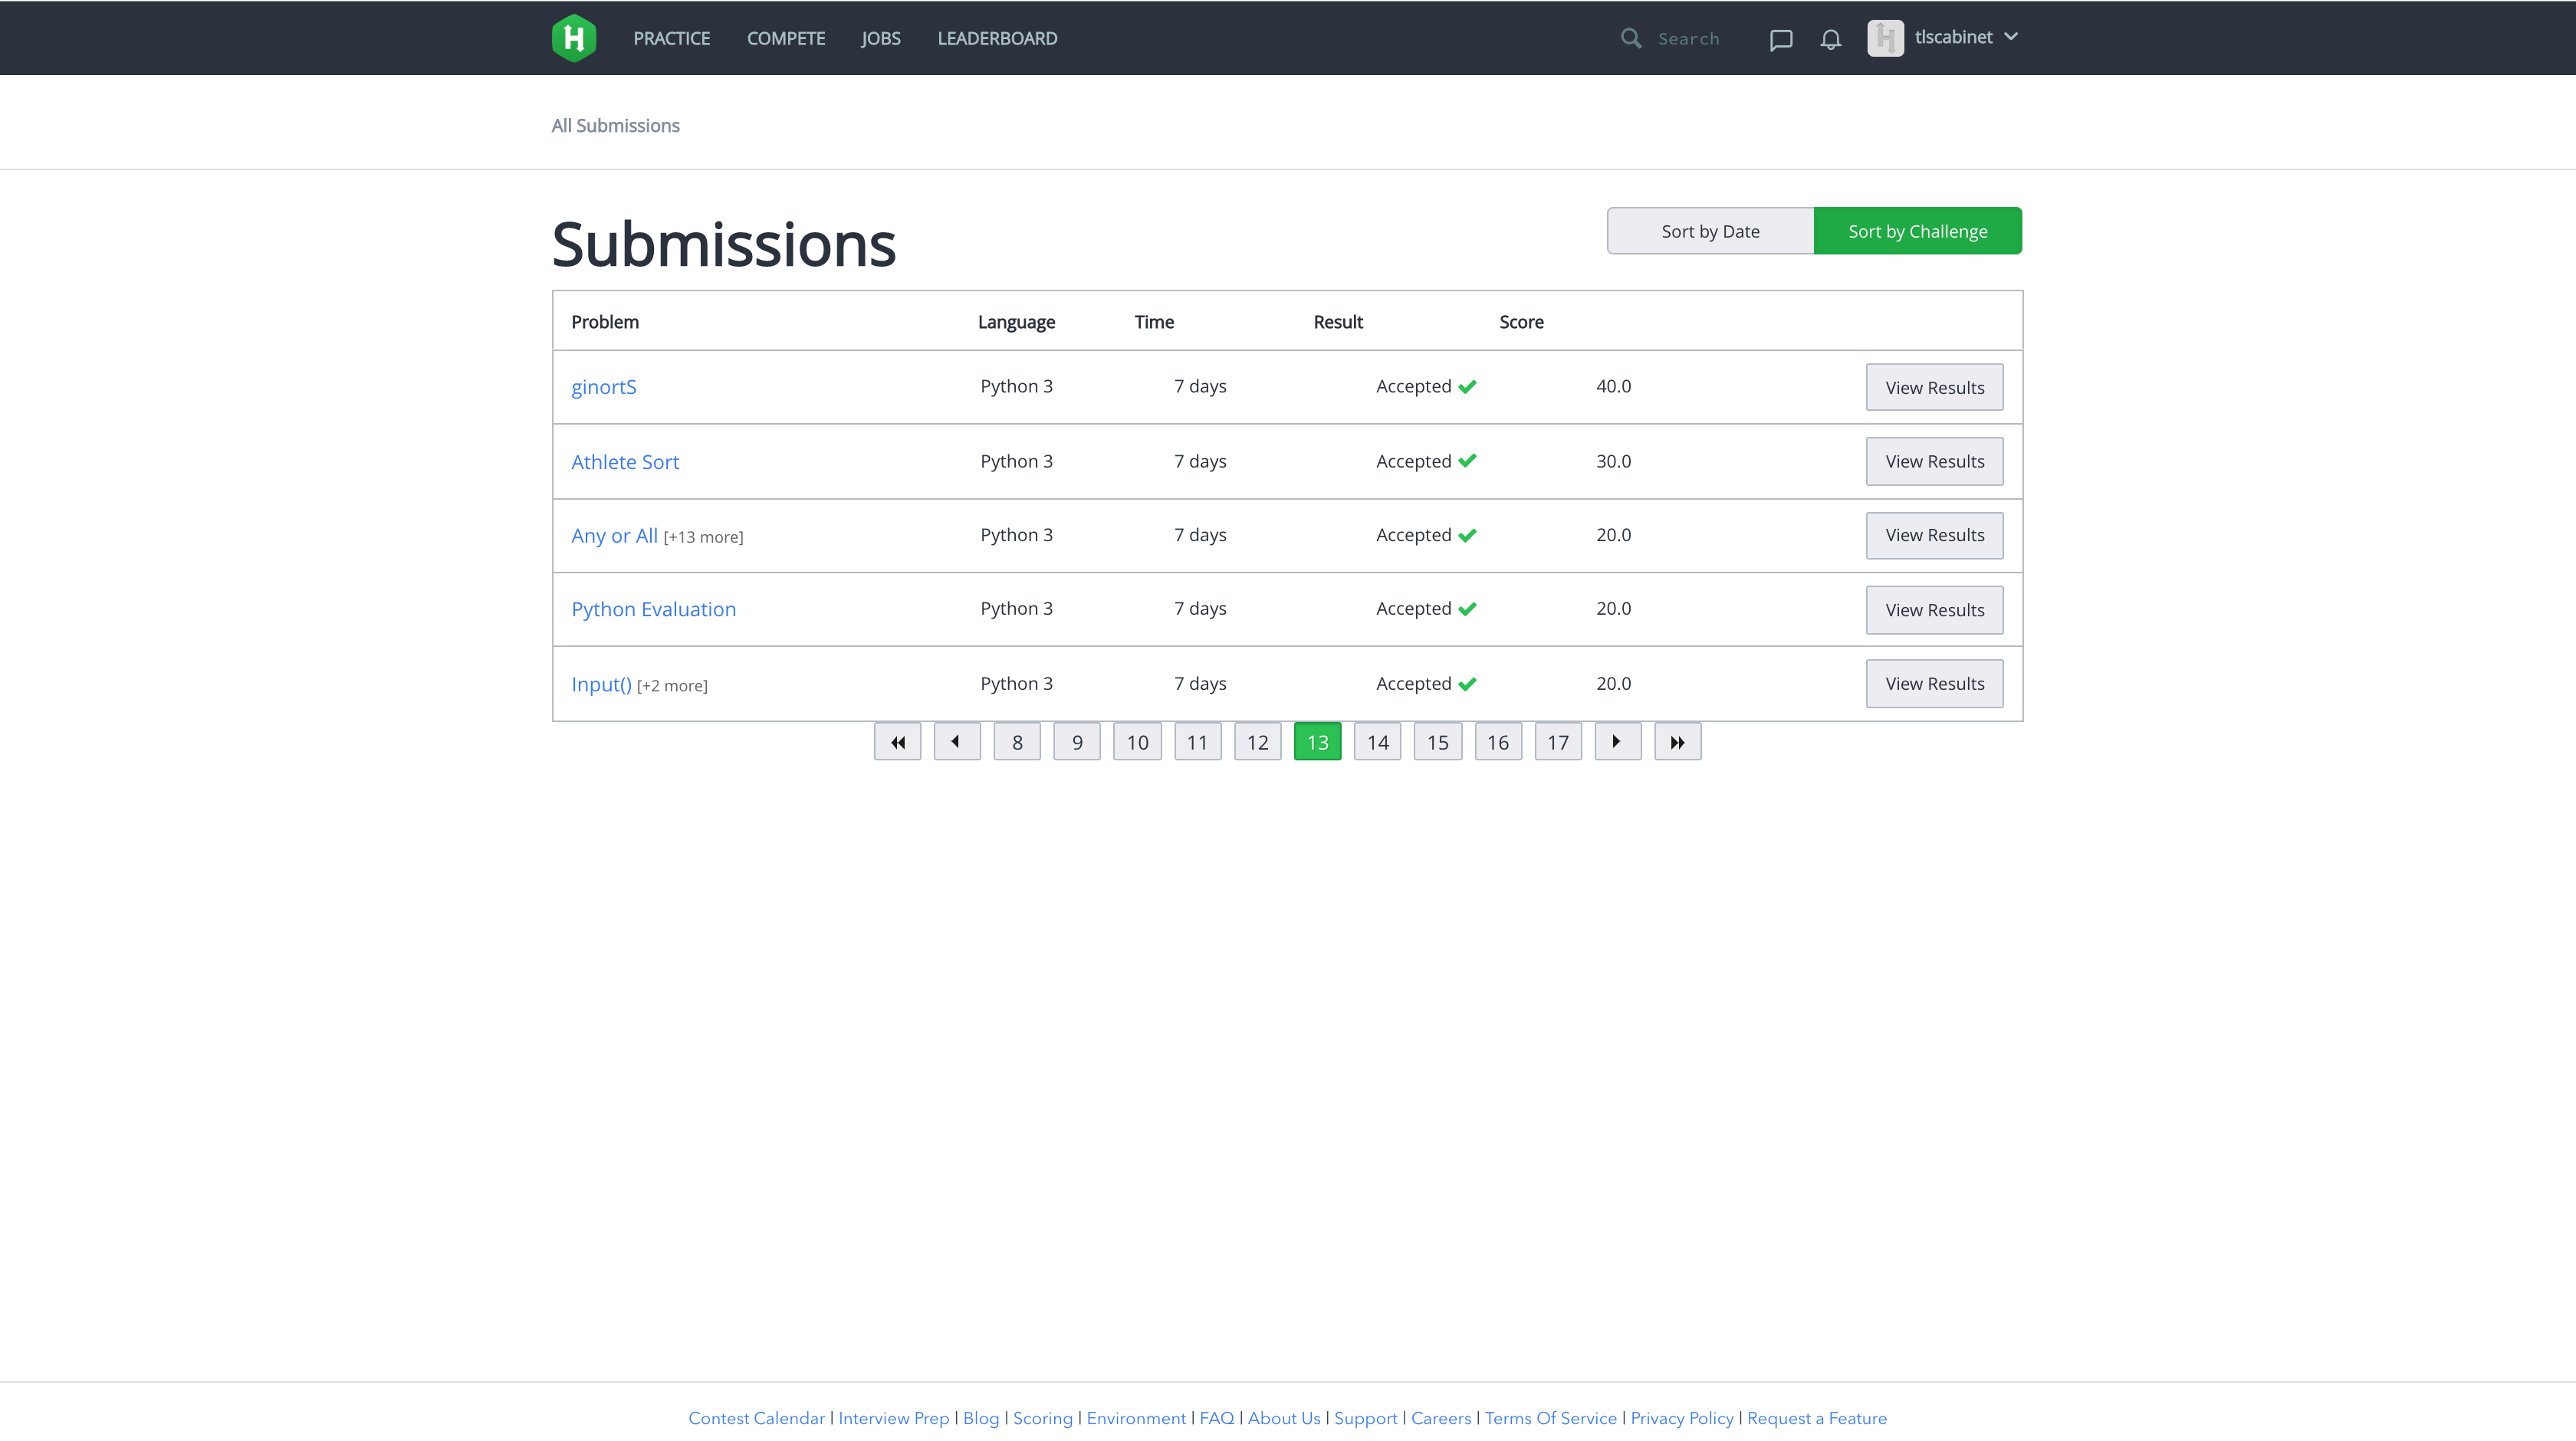 H PRACTICE COMPETE JOBS LEADERBOARD Search H tlscabinet
All Submissions
Submissions
Sort by Date Sort by Challenge
Problem Language Time Result Score
ginortS Python 3 7 days Accepted 40.0 View Results
Athlete Sort Python 3 7 days Accepted 30.0 View Results
Any or All [+13 more] Python 3 7 days Accepted 20.0 View Results
Python Evaluation Python 3 7 days Accepted 20.0 View Results
Input() [+2 more] Python 3 7 days Accepted 20.0 View Results
8 9 10 11 12 13 14 15 16 17
Contest Calendar | Interview Prep | Blog | Scoring | Environment | FAQ | About Us | Support | Careers | Terms Of Service | Privacy Policy | Request a Feature